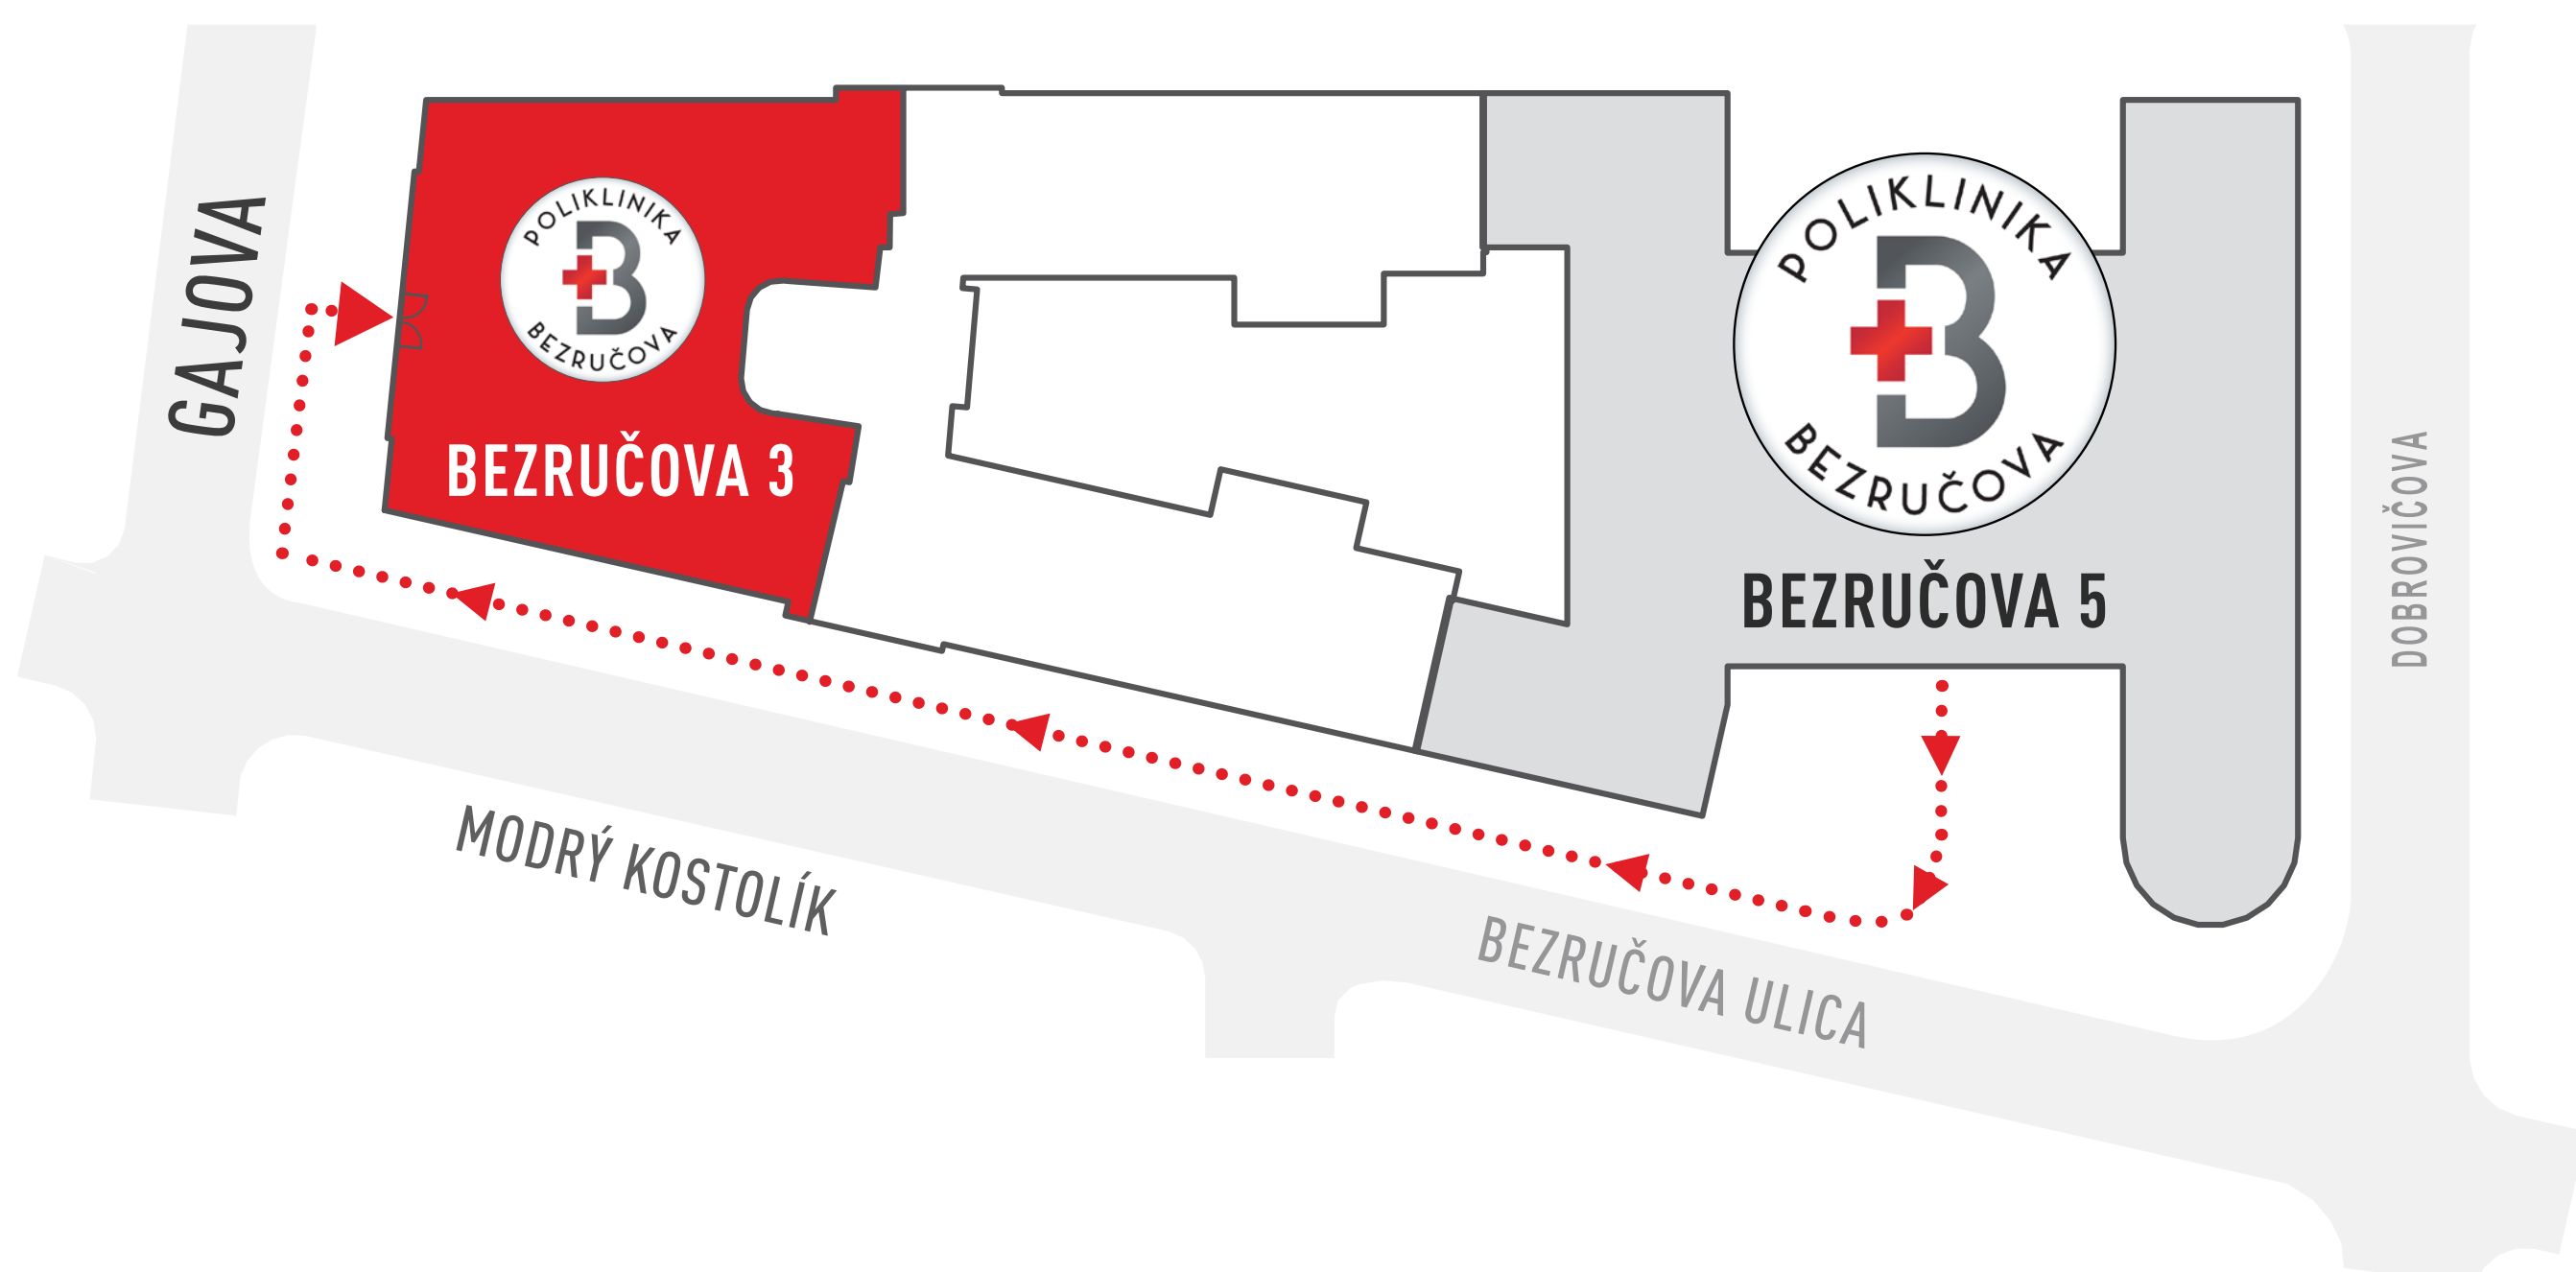 GAJOVA
POLIKLINIKA
B
BEZRUČOVA
BEZRUČOVA 3
POLIKLINIKA
B
BEZRUČOVA
BEZRUČOVA 5
DOBROVIČOVA
MODRÝ KOSTOLÍK
BEZRUČOVA ULICA